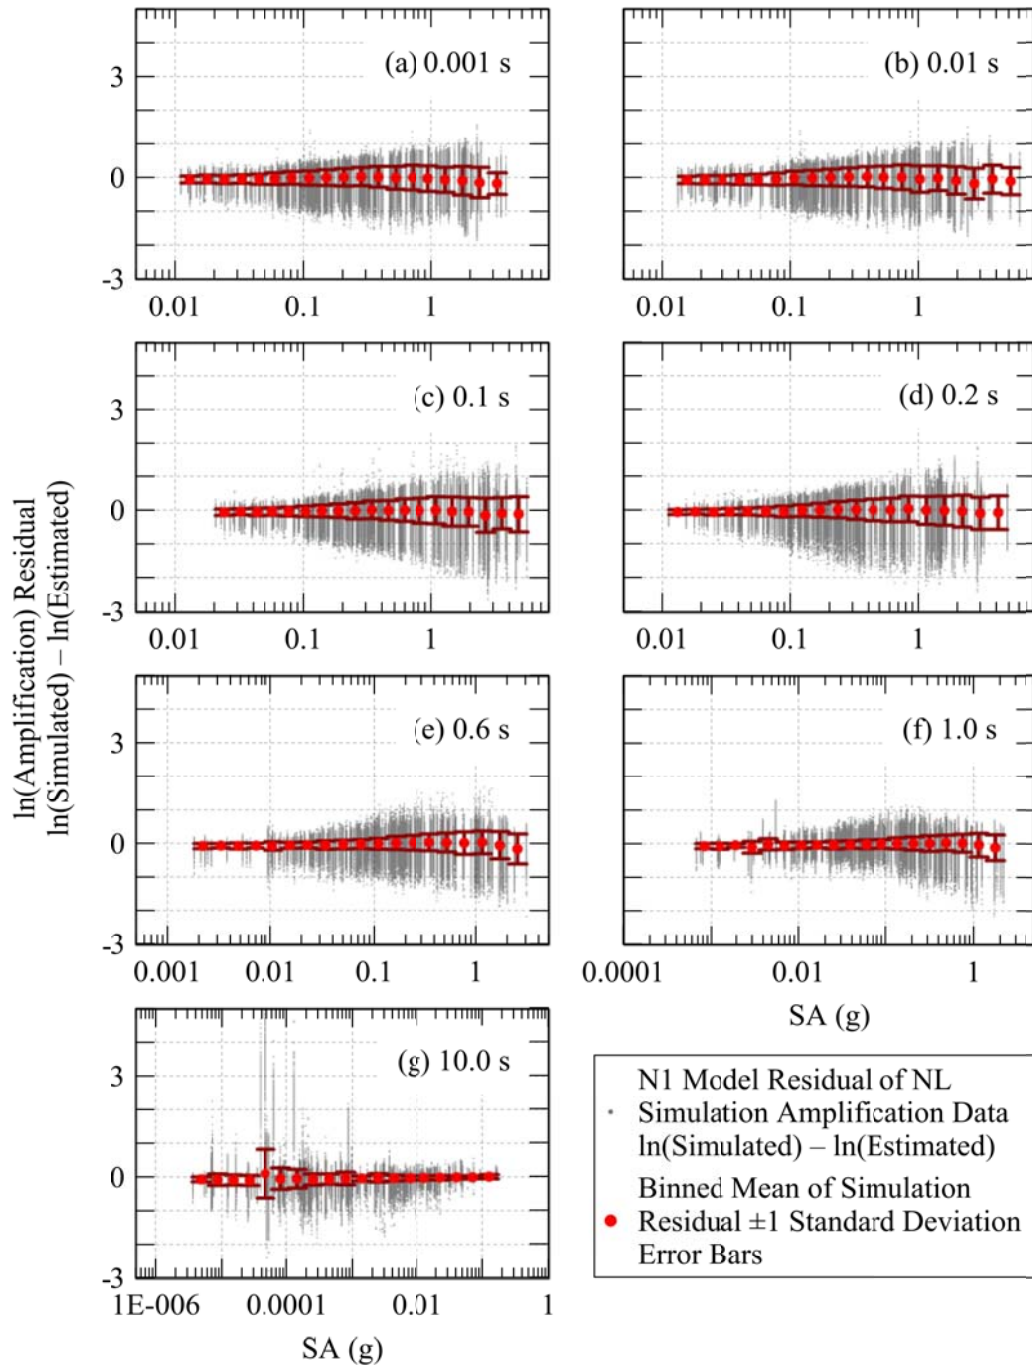 (a) 0.001 s
3
0
-3
0.01 0.1 1
(b) 0.01 s
0.01 0.1 1
(c) 0.1 s
3
0
-3
0.01 0.1 1
(d) 0.2 s
0.01 0.1 1
ln(Amplification) Residual
ln(Simulated) – ln(Estimated)
(e) 0.6 s
3
0
-3
0.001 0.01 0.1 1
(f) 1.0 s
0.0001 0.01 1
SA (g)
(g) 10.0 s
3
0
-3
1E-006 0.0001 0.01 1
SA (g)
N1 Model Residual of NL
Simulation Amplification Data
ln(Simulated) – ln(Estimated)
Binned Mean of Simulation
Residual ±1 Standard Deviation
Error Bars